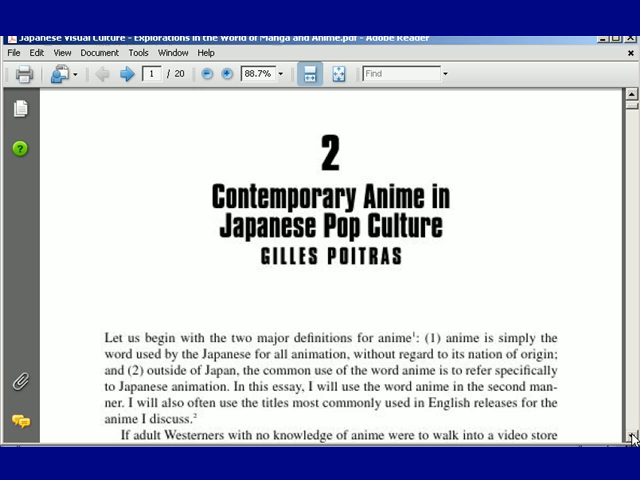 Japanese Visual Culture - Explorations in the World of Manga and Anime.pdf - Adobe Reader
File Edit View Document Tools Window Help
1 / 20 88.7% Find
2
Contemporary Anime in
Japanese Pop Culture
GILLES POITRAS
Let us begin with the two major definitions for anime1: (1) anime is simply the
word used by the Japanese for all animation, without regard to its nation of origin;
and (2) outside of Japan, the common use of the word anime is to refer specifically
to Japanese animation. In this essay, I will use the word anime in the second man-
ner. I will also often use the titles most commonly used in English releases for the
anime I discuss.2
If adult Westerners with no knowledge of anime were to walk into a video store